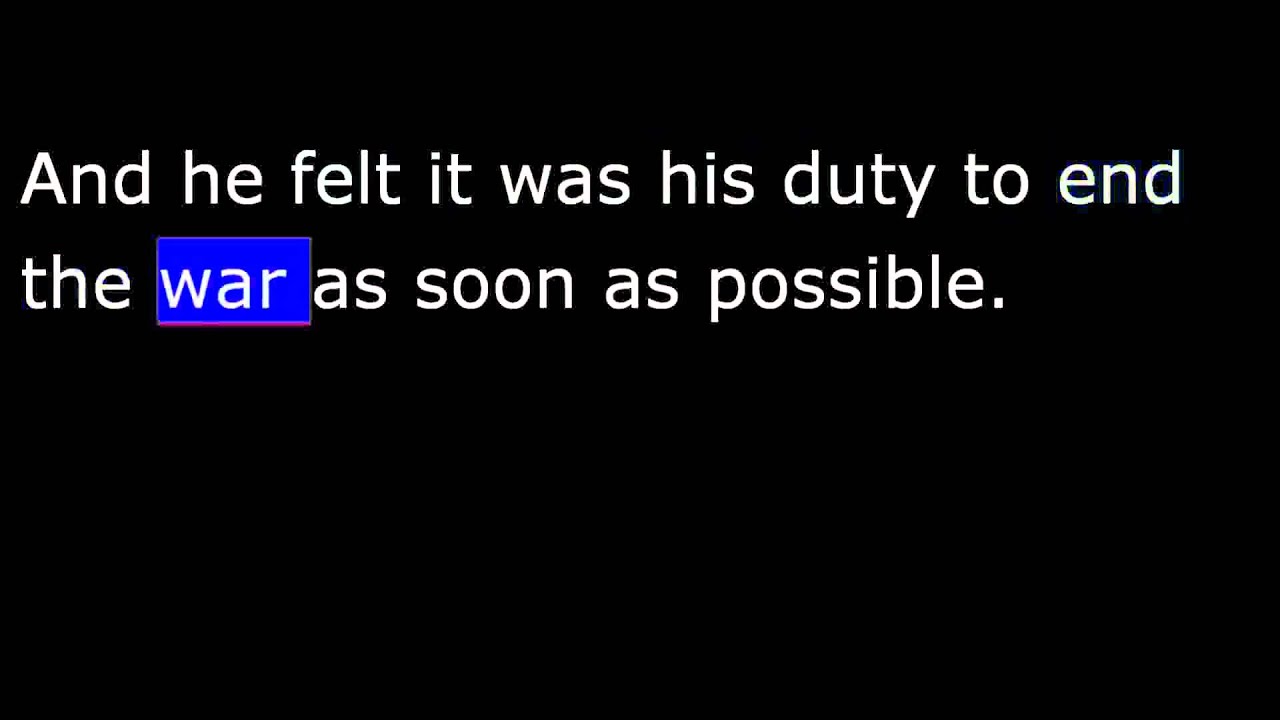 And he felt it was his duty to end
the war as soon as possible.